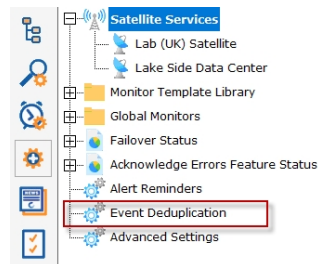 Satellite Services
Lab (UK) Satellite
Lake Side Data Center
Monitor Template Library
Global Monitors
Failover Status
Acknowledge Errors Feature Status
Alert Reminders
Event Deduplication
Advanced Settings